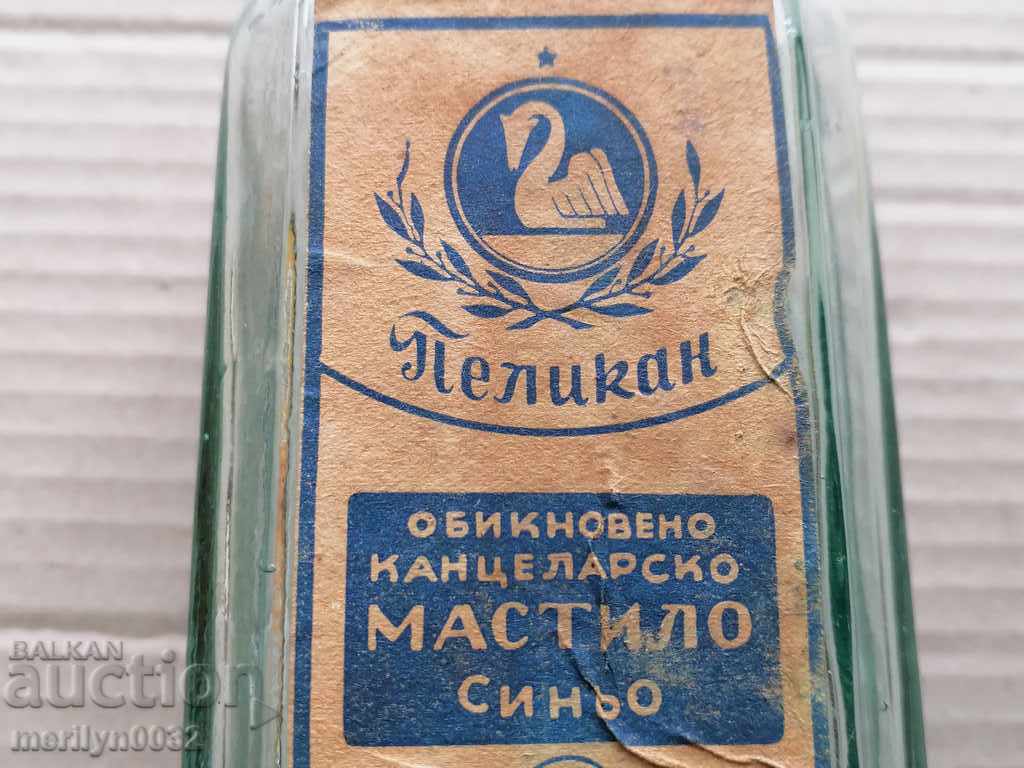 Пеликан
ОБИКНОВЕНО
КАНЦЕЛАРСКО
МАСТИЛО
СИНЬО
BALKAN
auction
merilyn0032